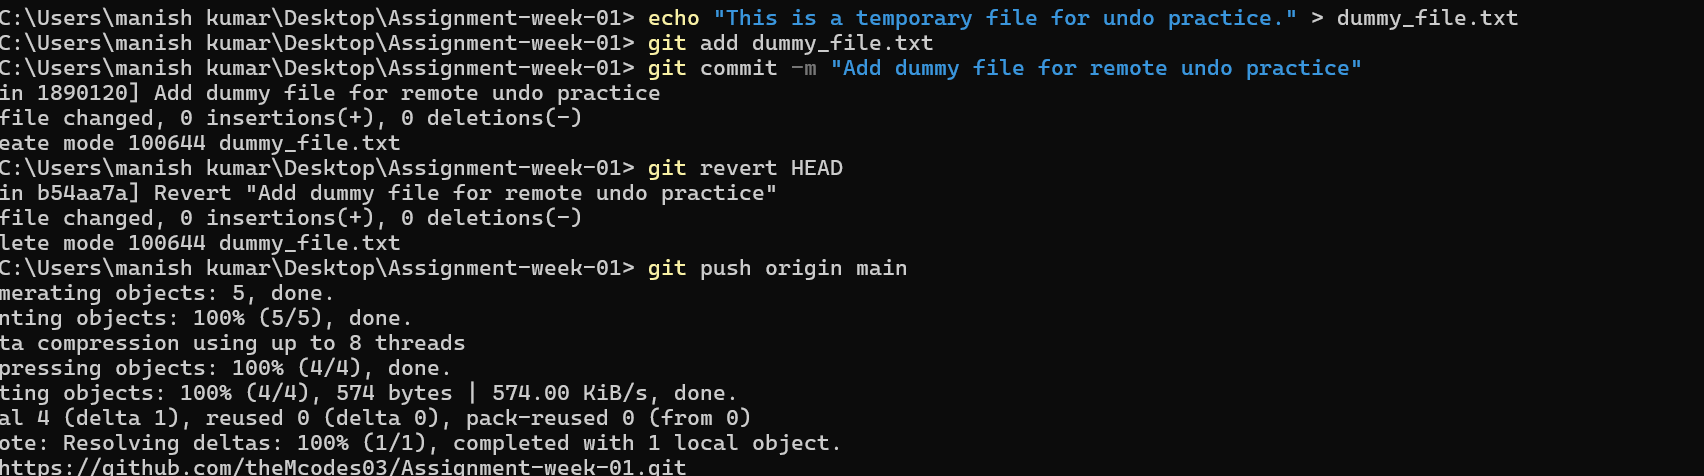 C:\Users\manish kumar\Desktop\Assignment-week-01> echo "This is a temporary file for undo practice." > dummy_file.txt
C:\Users\manish kumar\Desktop\Assignment-week-01> git add dummy_file.txt
C:\Users\manish kumar\Desktop\Assignment-week-01> git commit -m "Add dummy file for remote undo practice"
in 1890120] Add dummy file for remote undo practice
file changed, 0 insertions(+), 0 deletions(-)
eate mode 100644 dummy_file.txt
C:\Users\manish kumar\Desktop\Assignment-week-01> git revert HEAD
in b54aa7a] Revert "Add dummy file for remote undo practice"
file changed, 0 insertions(+), 0 deletions(-)
lete mode 100644 dummy_file.txt
C:\Users\manish kumar\Desktop\Assignment-week-01> git push origin main
merating objects: 5, done.
nting objects: 100% (5/5), done.
ta compression using up to 8 threads
pressing objects: 100% (4/4), done.
ting objects: 100% (4/4), 574 bytes | 574.00 KiB/s, done.
al 4 (delta 1), reused 0 (delta 0), pack-reused 0 (from 0)
ote: Resolving deltas: 100% (1/1), completed with 1 local object.
https://github.com/theMcodes03/Assignment-week-01.git